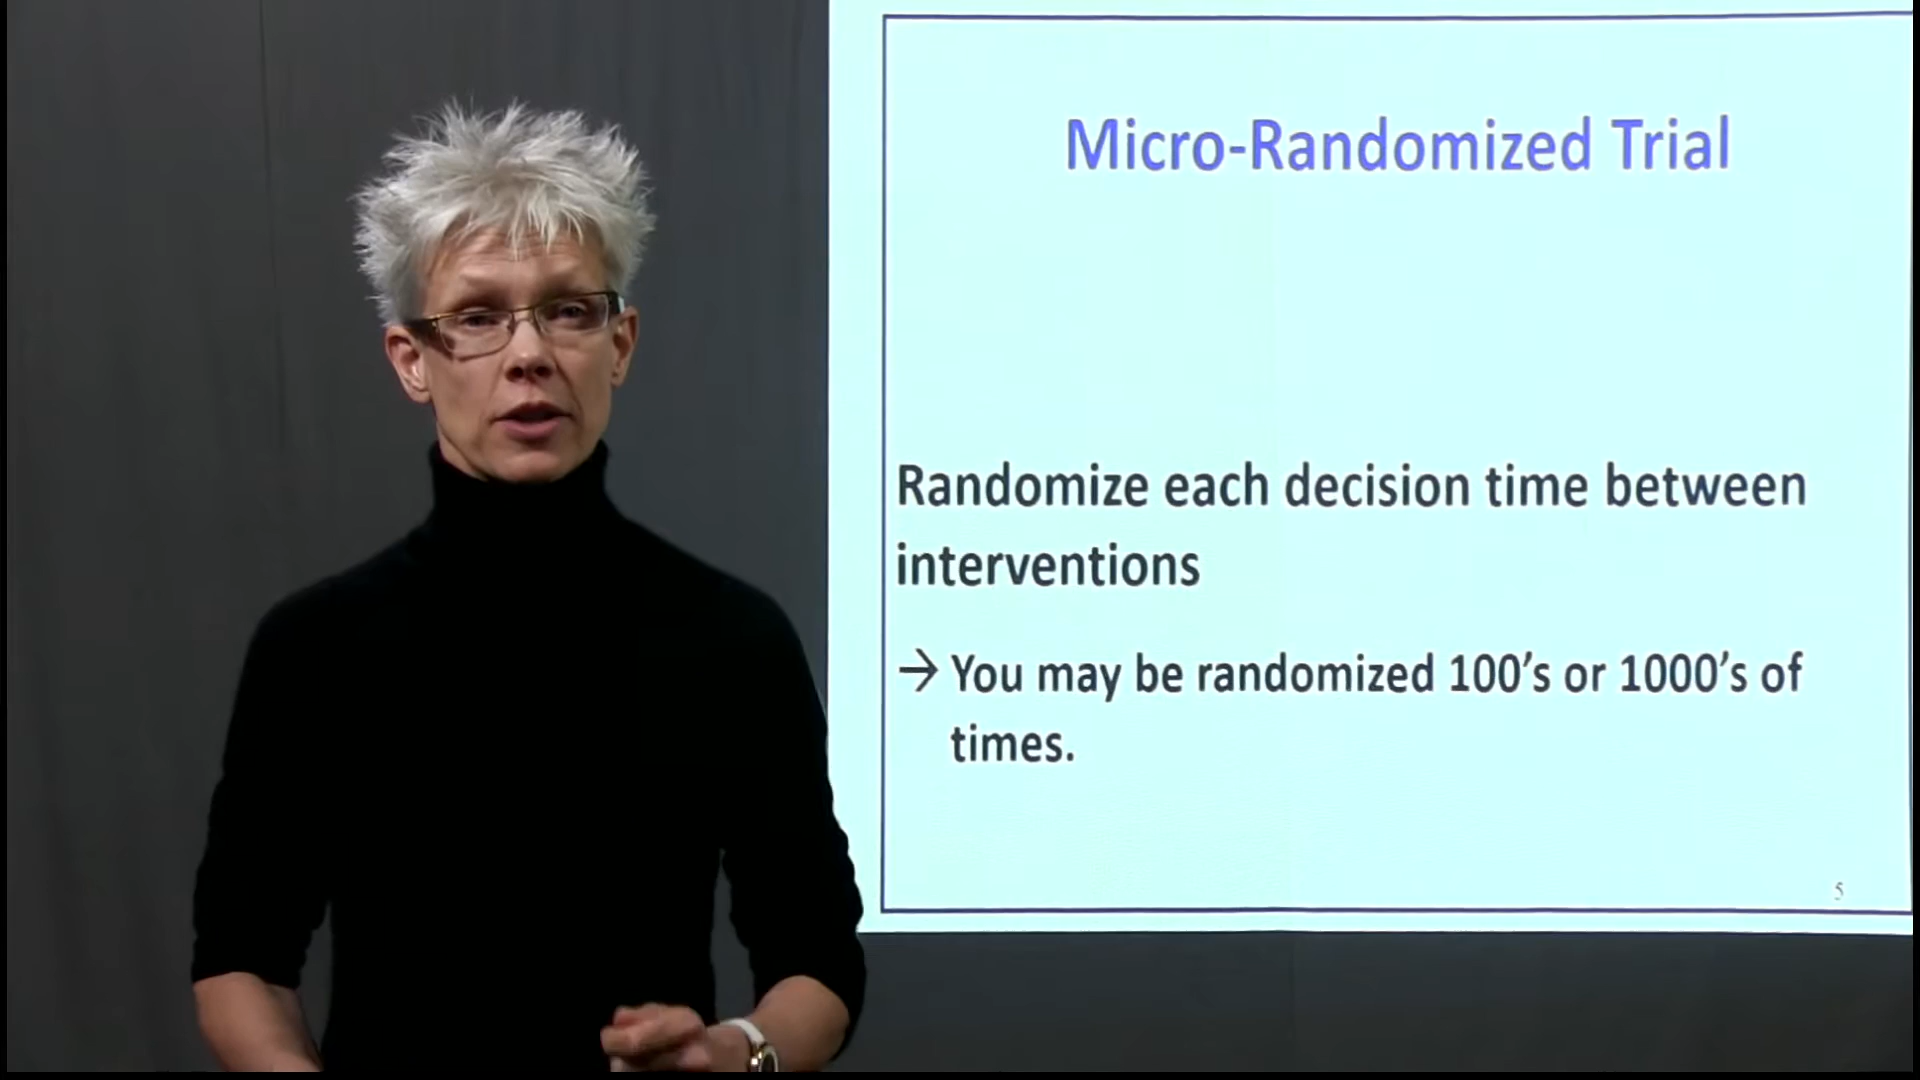 Micro-Randomized Trial
Randomize each decision time between
interventions
→ You may be randomized 100's or 1000's of
times.
5